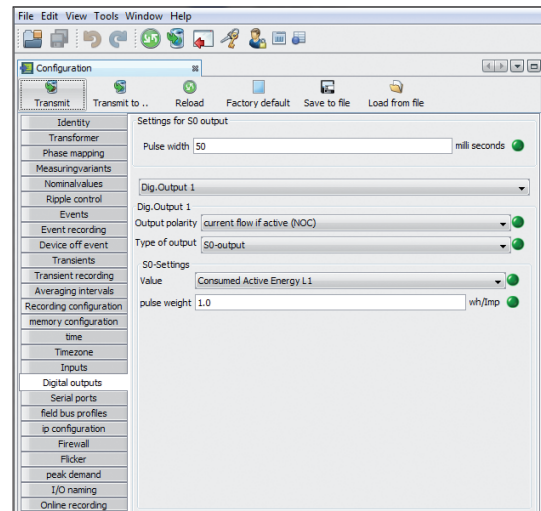 File Edit View Tools Window Help
Configuration
Transmit Transmit to .. Reload Factory default Save to file Load from file
Identity
Transformer
Phase mapping
Measuringvariants
Nominalvalues
Ripple control
Events
Event recording
Device off event
Transients
Transient recording
Averaging intervals
Recording configuration
memory configuration
time
Timezone
Inputs
Digital outputs
Serial ports
field bus profiles
ip configuration
Firewall
Flicker
peak demand
I/O naming
Online recording
Settings for S0 output
Pulse width 50 milli seconds
Dig.Output 1
Dig.Output 1
Output polarity current flow if active (NOC)
Type of output S0-output
S0-Settings
Value Consumed Active Energy L1
pulse weight 1.0 wh/Imp